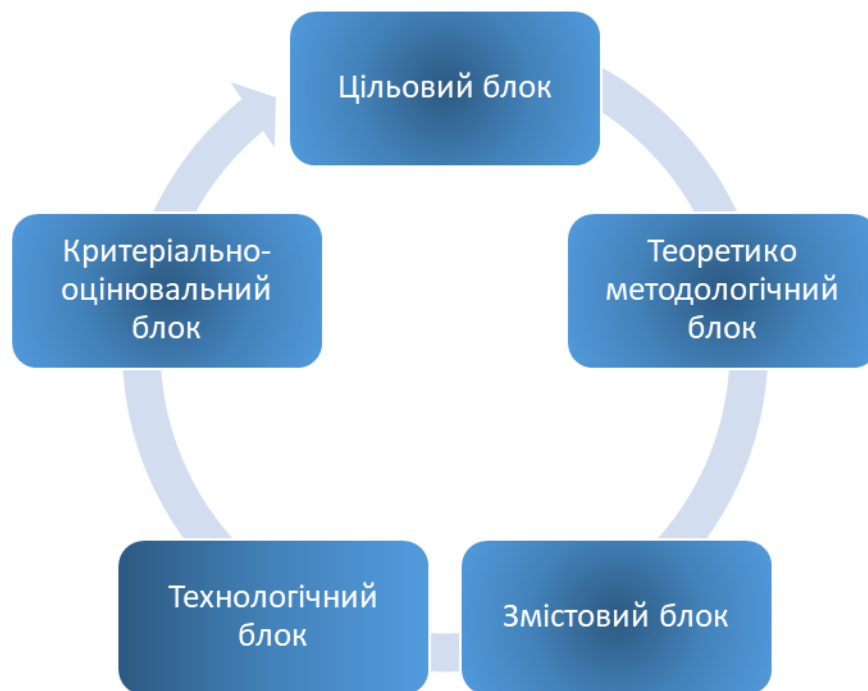 Цільовий блок
Теоретико
методологічний
блок
Змістовий блок
Технологічний
блок
Критеріально-
оцінювальний
блок